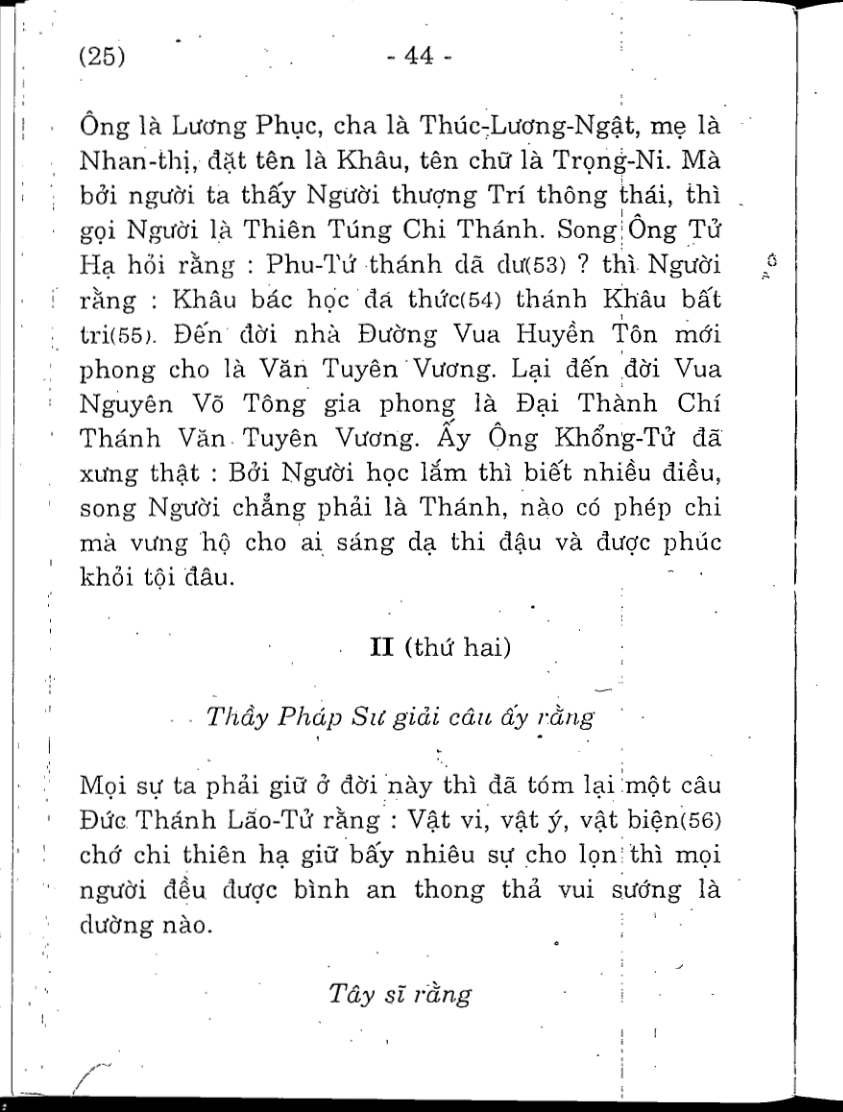 (25) - 44 -
Ông là Lương Phục, cha là Thúc-Lương-Ngật, mẹ là
Nhan-thị, đặt tên là Khâu, tên chữ là Trọng-Ni. Mà
bởi người ta thấy Người thượng Trí thông thái, thì
gọi Người là Thiên Túng Chi Thánh. Song Ông Tử
Hạ hỏi rằng : Phu-Tứ thánh dã dư(53) ? thì Người
rằng : Khâu bác học đá thức(54) thánh Khâu bất
tri(55). Đến đời nhà Đường Vua Huyền Tôn mới
phong cho là Văn Tuyên Vương. Lại đến đời Vua
Nguyên Võ Tông gia phong là Đại Thành Chí
Thánh Văn Tuyên Vương. Ấy Ông Khổng-Tử đã
xưng thật : Bởi Người học lắm thì biết nhiều điều,
song Người chẳng phải là Thánh, nào có phép chi
mà vưng hộ cho ai sáng dạ thi đậu và được phúc
khỏi tội đâu.
II (thứ hai)
Thầy Pháp Sư giải câu ấy rằng
Mọi sự ta phải giữ ở đời này thì đã tóm lại một câu
Đức Thánh Lão-Tử rằng : Vật vi, vật ý, vật biện(56)
chớ chi thiên hạ giữ bấy nhiêu sự cho lọn thì mọi
người đều được bình an thong thả vui sướng là
dường nào.
Tây sĩ rằng